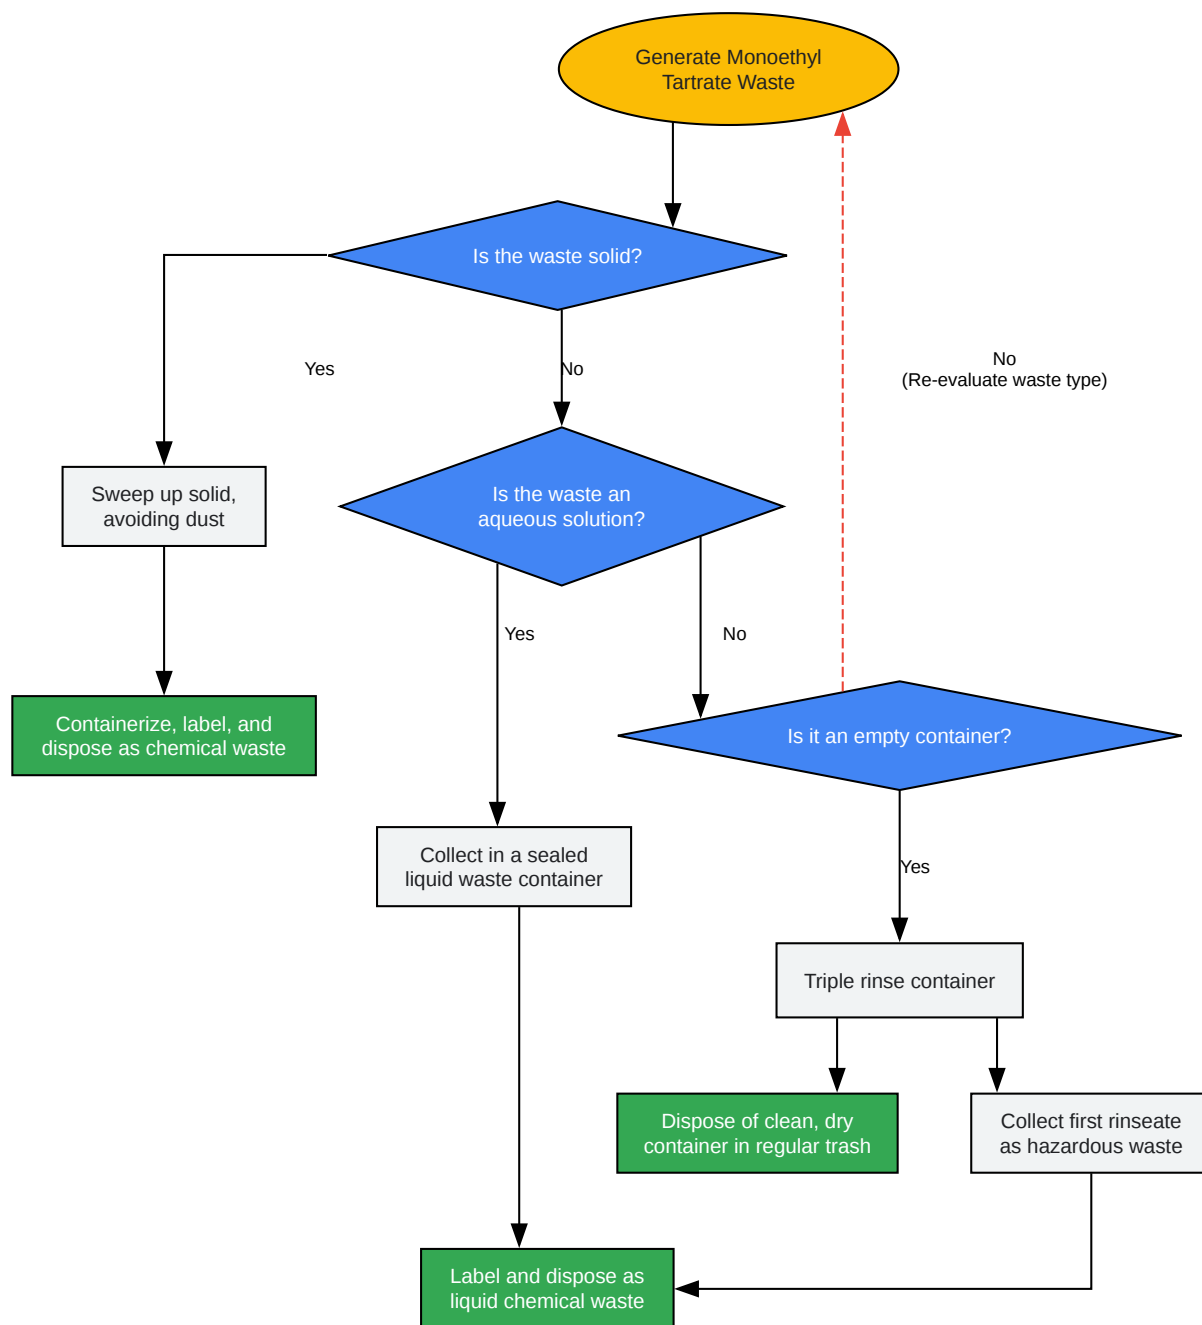 Generate Monoethyl
Tartrate Waste
Is the waste solid?
Yes
No
No
(Re-evaluate waste type)
Sweep up solid,
avoiding dust
Is the waste an
aqueous solution?
Yes
No
Containerize, label, and
dispose as chemical waste
Is it an empty container?
Collect in a sealed
liquid waste container
Yes
Triple rinse container
Dispose of clean, dry
container in regular trash
Collect first rinseate
as hazardous waste
Label and dispose as
liquid chemical waste